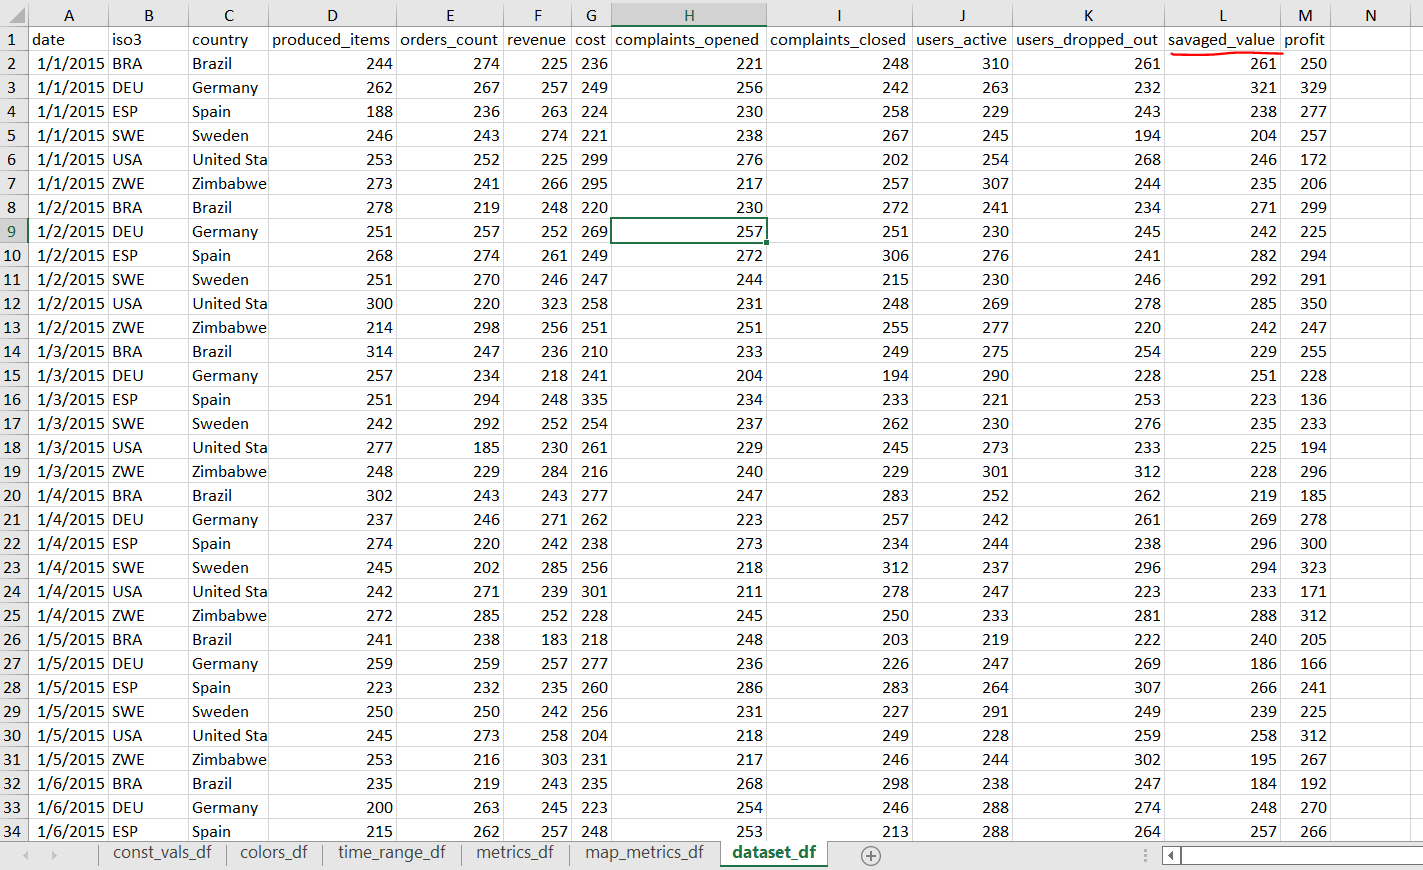 A B C D E F G H I J K L M N
1 date iso3 country produced_items orders_count revenue cost complaints_opened complaints_closed users_active users_dropped_out savaged_value profit
2 1/1/2015 BRA Brazil 244 274 225 236 221 248 310 261 261 250
3 1/1/2015 DEU Germany 262 267 257 249 256 242 263 232 321 329
4 1/1/2015 ESP Spain 188 236 263 224 230 258 229 243 238 277
5 1/1/2015 SWE Sweden 246 243 274 221 238 267 245 194 204 257
6 1/1/2015 USA United Sta 253 252 225 299 276 202 254 268 246 172
7 1/1/2015 ZWE Zimbabwe 273 241 266 295 217 257 307 244 235 206
8 1/2/2015 BRA Brazil 278 219 248 220 230 272 241 234 271 299
9 1/2/2015 DEU Germany 251 257 252 269 257 251 230 245 242 225
10 1/2/2015 ESP Spain 268 274 261 249 272 306 276 241 282 294
11 1/2/2015 SWE Sweden 251 270 246 247 244 215 230 246 292 291
12 1/2/2015 USA United Sta 300 220 323 258 231 248 269 278 285 350
13 1/2/2015 ZWE Zimbabwe 214 298 256 251 251 255 277 220 242 247
14 1/3/2015 BRA Brazil 314 247 236 210 233 249 275 254 229 255
15 1/3/2015 DEU Germany 257 234 218 241 204 194 290 228 251 228
16 1/3/2015 ESP Spain 251 294 248 335 234 233 221 253 223 136
17 1/3/2015 SWE Sweden 242 292 252 254 237 262 230 276 235 233
18 1/3/2015 USA United Sta 277 185 230 261 229 245 273 233 225 194
19 1/3/2015 ZWE Zimbabwe 248 229 284 216 240 229 301 312 228 296
20 1/4/2015 BRA Brazil 302 243 243 277 247 283 252 262 219 185
21 1/4/2015 DEU Germany 237 246 271 262 223 257 242 261 269 278
22 1/4/2015 ESP Spain 274 220 242 238 273 234 244 238 296 300
23 1/4/2015 SWE Sweden 245 202 285 256 218 312 237 296 294 323
24 1/4/2015 USA United Sta 242 271 239 301 211 278 247 223 233 171
25 1/4/2015 ZWE Zimbabwe 272 285 252 228 245 250 233 281 288 312
26 1/5/2015 BRA Brazil 241 238 183 218 248 203 219 222 240 205
27 1/5/2015 DEU Germany 259 259 257 277 236 226 247 269 186 166
28 1/5/2015 ESP Spain 223 232 235 260 286 283 264 307 266 241
29 1/5/2015 SWE Sweden 250 250 242 256 231 227 291 249 239 225
30 1/5/2015 USA United Sta 245 273 258 204 218 249 228 259 258 312
31 1/5/2015 ZWE Zimbabwe 253 216 303 231 217 246 244 302 195 267
32 1/6/2015 BRA Brazil 235 219 243 235 268 298 238 247 184 192
33 1/6/2015 DEU Germany 200 263 245 223 254 246 288 274 248 270
34 1/6/2015 ESP Spain 215 262 257 248 253 213 288 264 257 266
const_vals_df colors_df time_range_df metrics_df map_metrics_df dataset_df